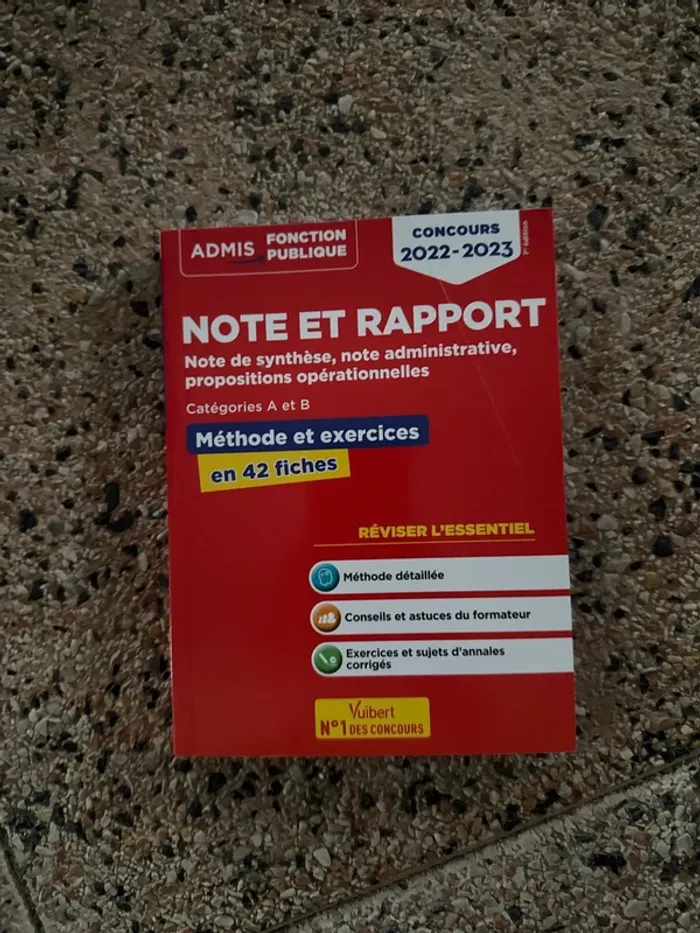 ADMIS
FONCTION
PUBLIQUE
CONCOURS
2022-2023
7e édition
NOTE ET RAPPORT
Note de synthèse, note administrative,
propositions opérationnelles
Catégories A et B
Méthode et exercices
en 42 fiches
RÉVISER L'ESSENTIEL
Méthode détaillée
Conseils et astuces du formateur
Exercices et sujets d'annales
corrigés
Vuibert
N°1 DES CONCOURS